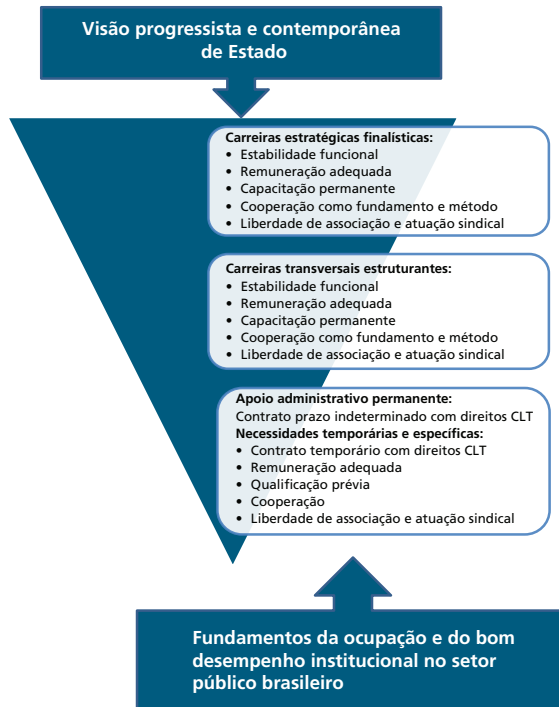 Visão progressista e contemporânea
de Estado
Carreiras estratégicas finalísticas:
• Estabilidade funcional
• Remuneração adequada
• Capacitação permanente
• Cooperação como fundamento e método
• Liberdade de associação e atuação sindical
Carreiras transversais estruturantes:
• Estabilidade funcional
• Remuneração adequada
• Capacitação permanente
• Cooperação como fundamento e método
• Liberdade de associação e atuação sindical
Apoio administrativo permanente:
Contrato prazo indeterminado com direitos CLT
Necessidades temporárias e específicas:
• Contrato temporário com direitos CLT
• Remuneração adequada
• Qualificação prévia
• Cooperação
• Liberdade de associação e atuação sindical
Fundamentos da ocupação e do bom
desempenho institucional no setor
público brasileiro